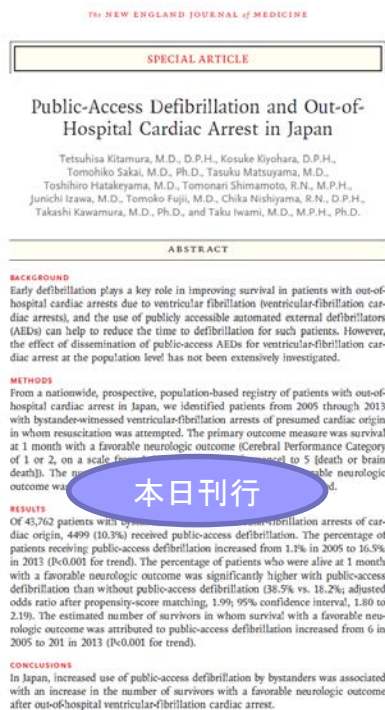 The NEW ENGLAND JOURNAL of MEDICINE
SPECIAL ARTICLE
Public-Access Defibrillation and Out-of-
Hospital Cardiac Arrest in Japan
Tetsuhisa Kitamura, M.D., D.P.H., Kosuke Kiyohara, D.P.H.,
Tomohiko Sakai, M.D., Ph.D., Tasuku Matsuyama, M.D.,
Toshihiro Hatakeyama, M.D., Tomonari Shimamoto, R.N., M.P.H.,
Junichi Izawa, M.D., Tomoko Fujii, M.D., Chika Nishiyama, R.N., D.P.H.,
Takashi Kawamura, M.D., Ph.D., and Taku Iwami, M.D., M.P.H., Ph.D.
ABSTRACT
BACKGROUND
Early defibrillation plays a key role in improving survival in patients with out-of-
hospital cardiac arrests due to ventricular fibrillation (ventricular-fibrillation car-
diac arrests), and the use of publicly accessible automated external defibrillators
(AEDs) can help to reduce the time to defibrillation for such patients. However,
the effect of dissemination of public-access AEDs for ventricular-fibrillation car-
diac arrest at the population level has not been extensively investigated.
METHODS
From a nationwide, prospective, population-based registry of patients with out-of-
hospital cardiac arrest in Japan, we identified patients from 2005 through 2013
with bystander-witnessed ventricular-fibrillation arrests of presumed cardiac origin
in whom resuscitation was attempted. The primary outcome measure was survival
at 1 month with a favorable neurologic outcome (Cerebral Performance Category
of 1 or 2, on a scale from to 5 [death or brain
death]). The able neurologic
outcome was
本日刊行
RESULTS
Of 43,762 patients with fibrillation arrests of car-
diac origin, 4499 (10.3%) received public-access defibrillation. The percentage of
patients receiving public-access defibrillation increased from 1.1% in 2005 to 16.5%
in 2013 (P<0.001 for trend). The percentage of patients who were alive at 1 month
with a favorable neurologic outcome was significantly higher with public-access
defibrillation than without public-access defibrillation (38.5% vs. 18.2%; adjusted
odds ratio after propensity-score matching, 1.99; 95% confidence interval, 1.80 to
2.19). The estimated number of survivors in whom survival with a favorable neu-
rologic outcome was attributed to public-access defibrillation increased from 6 in
2005 to 201 in 2013 (P<0.001 for trend).
CONCLUSIONS
In Japan, increased use of public-access defibrillation by bystanders was associated
with an increase in the number of survivors with a favorable neurologic outcome
after out-of-hospital ventricular-fibrillation cardiac arrest.